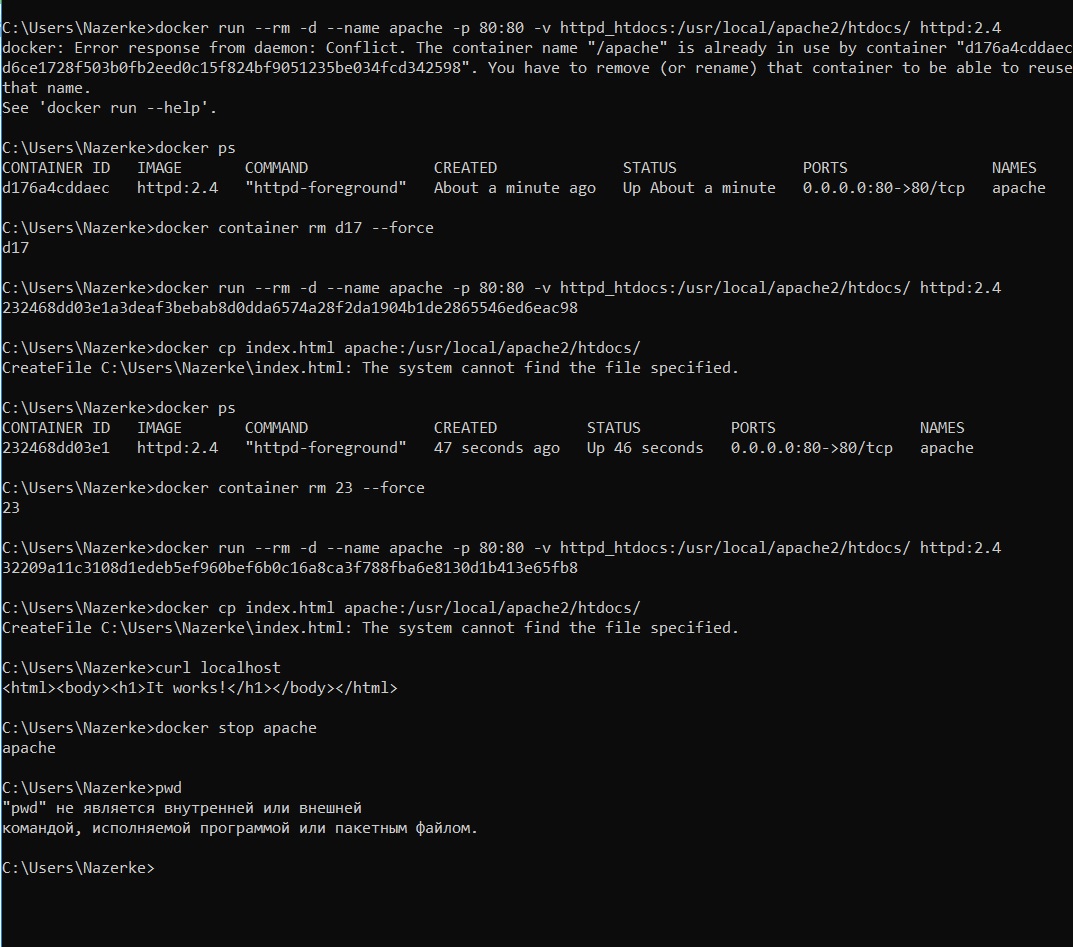 C:\Users\Nazerke>docker run --rm -d --name apache -p 80:80 -v httpd_htdocs:/usr/local/apache2/htdocs/ httpd:2.4
docker: Error response from daemon: Conflict. The container name "/apache" is already in use by container "d176a4cddaec
d6ce1728f503b0fb2eed0c15f824bf9051235be034fcd342598". You have to remove (or rename) that container to be able to reuse
that name.
See 'docker run --help'.
C:\Users\Nazerke>docker ps
CONTAINER ID   IMAGE       COMMAND              CREATED              STATUS              PORTS                NAMES
d176a4cddaec   httpd:2.4   "httpd-foreground"   About a minute ago   Up About a minute   0.0.0.0:80->80/tcp   apache
C:\Users\Nazerke>docker container rm d17 --force
d17
C:\Users\Nazerke>docker run --rm -d --name apache -p 80:80 -v httpd_htdocs:/usr/local/apache2/htdocs/ httpd:2.4
232468dd03e1a3deaf3bebab8d0dda6574a28f2da1904b1de2865546ed6eac98
C:\Users\Nazerke>docker cp index.html apache:/usr/local/apache2/htdocs/
CreateFile C:\Users\Nazerke\index.html: The system cannot find the file specified.
C:\Users\Nazerke>docker ps
CONTAINER ID   IMAGE       COMMAND              CREATED          STATUS          PORTS                NAMES
232468dd03e1   httpd:2.4   "httpd-foreground"   47 seconds ago   Up 46 seconds   0.0.0.0:80->80/tcp   apache
C:\Users\Nazerke>docker container rm 23 --force
23
C:\Users\Nazerke>docker run --rm -d --name apache -p 80:80 -v httpd_htdocs:/usr/local/apache2/htdocs/ httpd:2.4
32209a11c3108d1edeb5ef960bef6b0c16a8ca3f788fba6e8130d1b413e65fb8
C:\Users\Nazerke>docker cp index.html apache:/usr/local/apache2/htdocs/
CreateFile C:\Users\Nazerke\index.html: The system cannot find the file specified.
C:\Users\Nazerke>curl localhost
<html><body><h1>It works!</h1></body></html>
C:\Users\Nazerke>docker stop apache
apache
C:\Users\Nazerke>pwd
"pwd" не является внутренней или внешней
командой, исполняемой программой или пакетным файлом.
C:\Users\Nazerke>